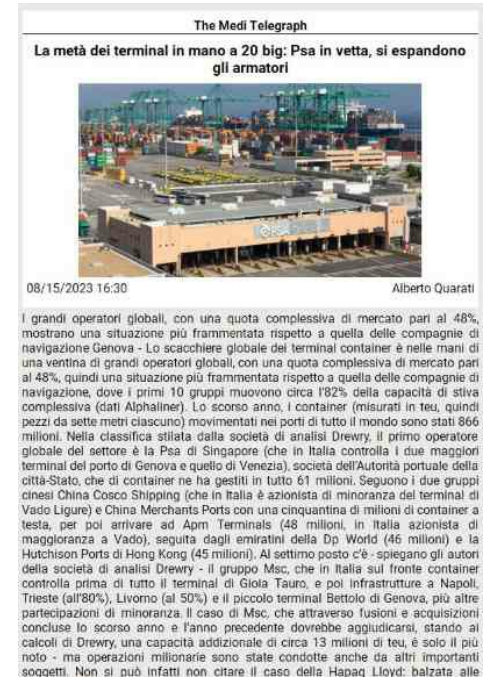 The Medi Telegraph
La metà dei terminal in mano a 20 big: Psa in vetta, si espandono
gli armatori
PSA
08/15/2023 16:30
Alberto Quarati
I grandi operatori globali, con una quota complessiva di mercato pari al 48%,
mostrano una situazione più frammentata rispetto a quella delle compagnie di
navigazione Genova - Lo scacchiere globale dei terminal container è nelle mani di
una ventina di grandi operatori globali, con una quota complessiva di mercato pari
al 48%, quindi una situazione più frammentata rispetto a quella delle compagnie di
navigazione, dove i primi 10 gruppi muovono circa l'82% della capacità di stiva
complessiva (dati Alphaliner). Lo scorso anno, i container (misurati in teu, quindi
pezzi da sette metri ciascuno) movimentati nei porti di tutto il mondo sono stati 866
milioni. Nella classifica stilata dalla società di analisi Drewry, il primo operatore
globale del settore è la Psa di Singapore (che in Italia controlla i due maggiori
terminal del porto di Genova e quello di Venezia), società dell'Autorità portuale della
città-Stato, che di container ne ha gestiti in tutto 61 milioni. Seguono i due gruppi
cinesi China Cosco Shipping (che in Italia è azionista di minoranza del terminal di
Vado Ligure) e China Merchants Ports con una cinquantina di milioni di container a
testa, per poi arrivare ad Apm Terminals (48 milioni, in Italia azionista di
maggioranza a Vado), seguita dagli emiratini della Dp World (46 milioni) e la
Hutchison Ports di Hong Kong (45 milioni). Al settimo posto c'è - spiegano gli autori
della società di analisi Drewry - il gruppo Msc, che in Italia sul fronte container
controlla prima di tutto il terminal di Gioia Tauro, e poi infrastrutture a Napoli,
Trieste (all'80%), Livorno (al 50%) e il piccolo terminal Bettolo di Genova, più altre
partecipazioni di minoranza. Il caso di Msc, che attraverso fusioni e acquisizioni
concluse lo scorso anno e l'anno precedente dovrebbe aggiudicarsi, stando ai
calcoli di Drewry, una capacità addizionale di circa 13 milioni di teu, è solo il più
noto - ma operazioni milionarie sono state condotte anche da altri importanti
soggetti. Non si può infatti non citare il caso della Hapag Lloyd: balzata alle